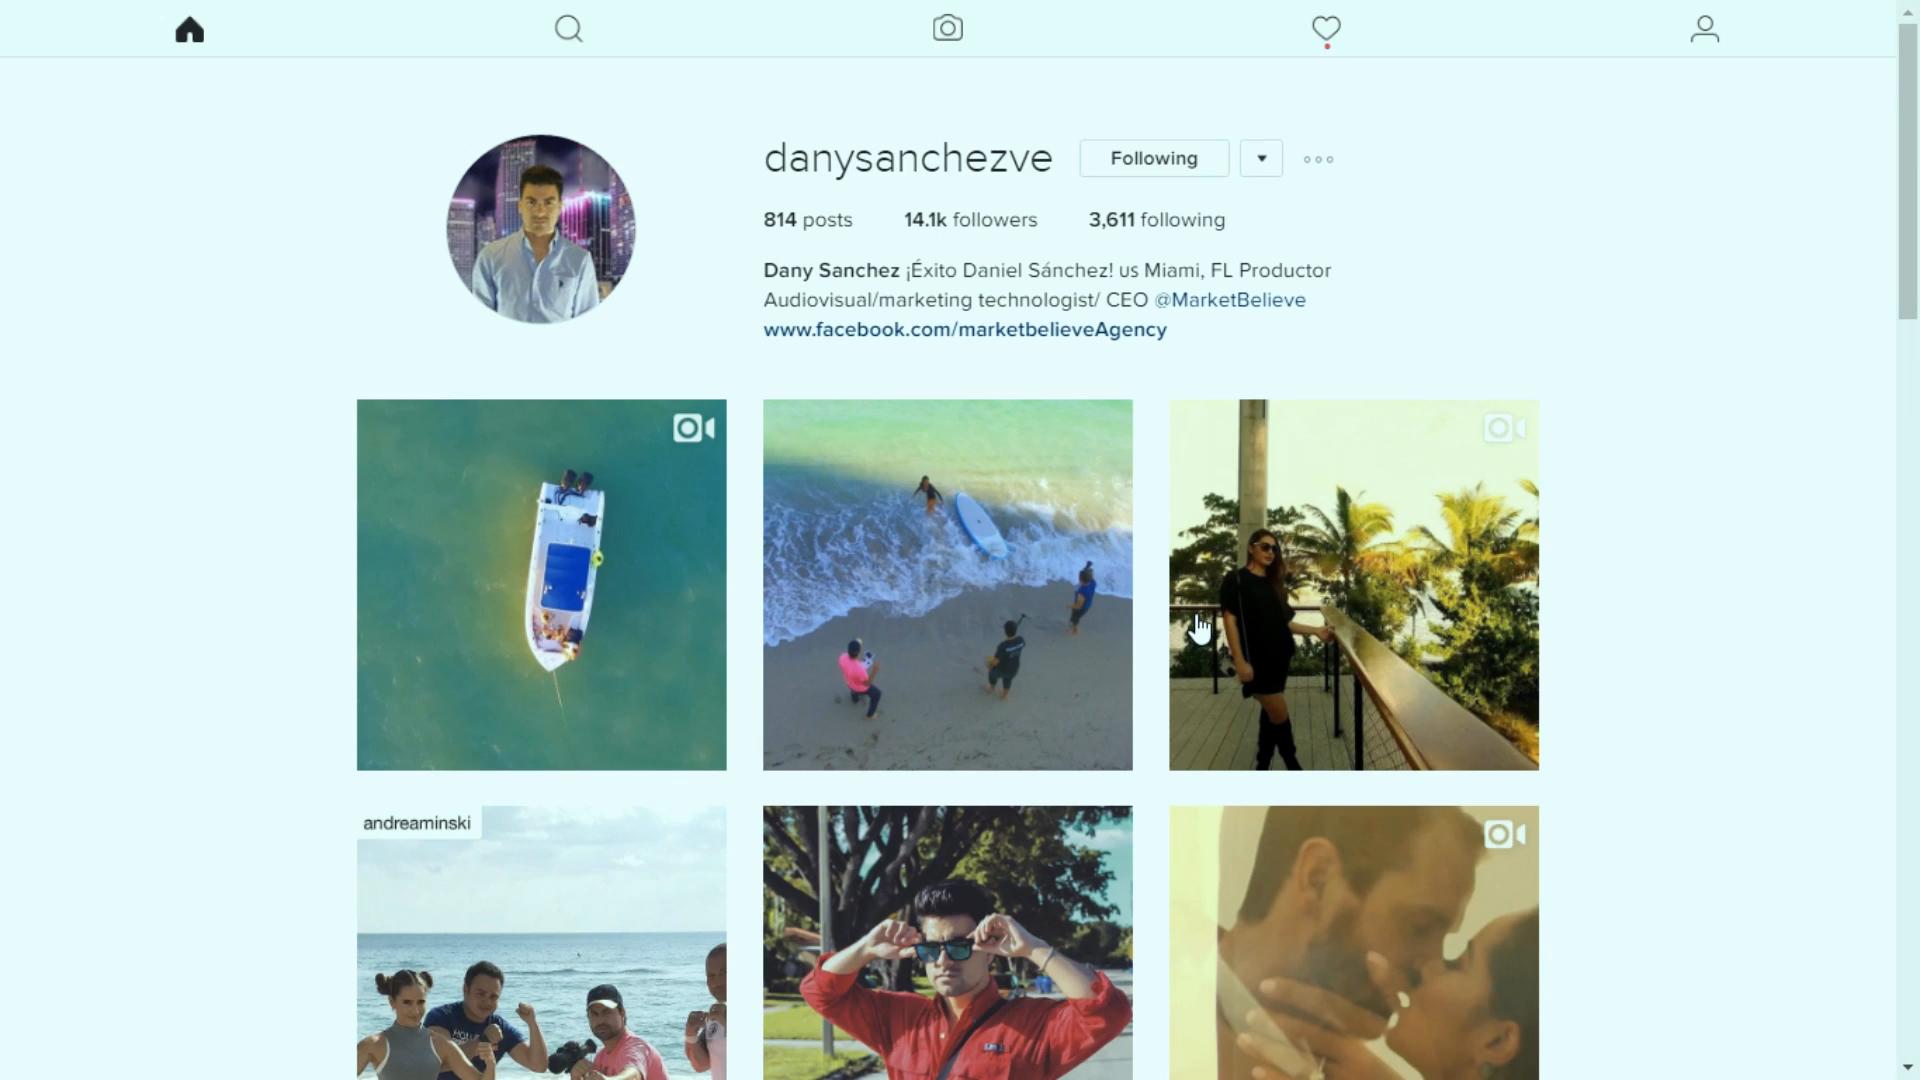 danysanchezve
Following
814 posts
14.1k followers
3,611 following
Dany Sanchez ¡Éxito Daniel Sánchez! us Miami, FL Productor
Audiovisual/marketing technologist/ CEO @MarketBelieve
www.facebook.com/marketbelieveAgency
andreaminski